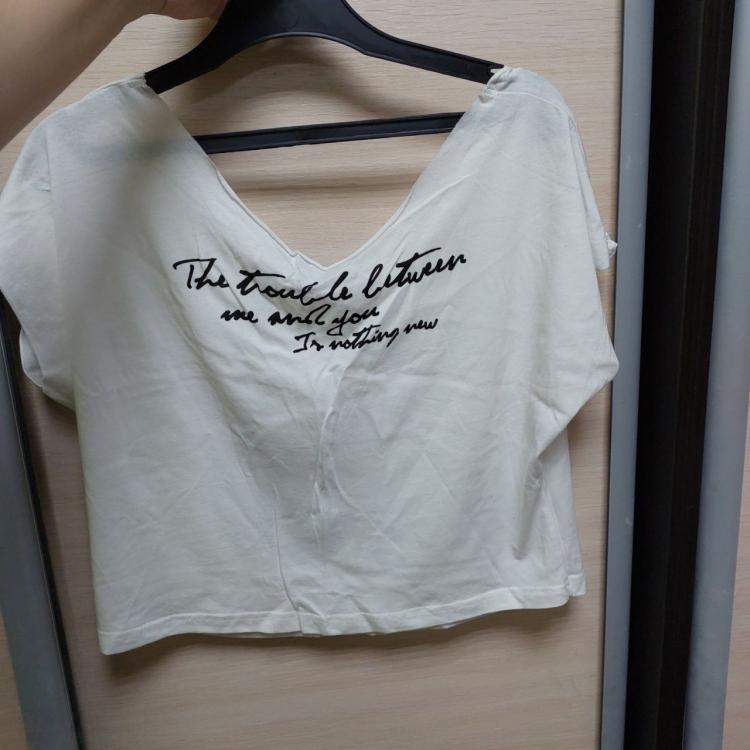 The trouble between
me and you
Is nothing new